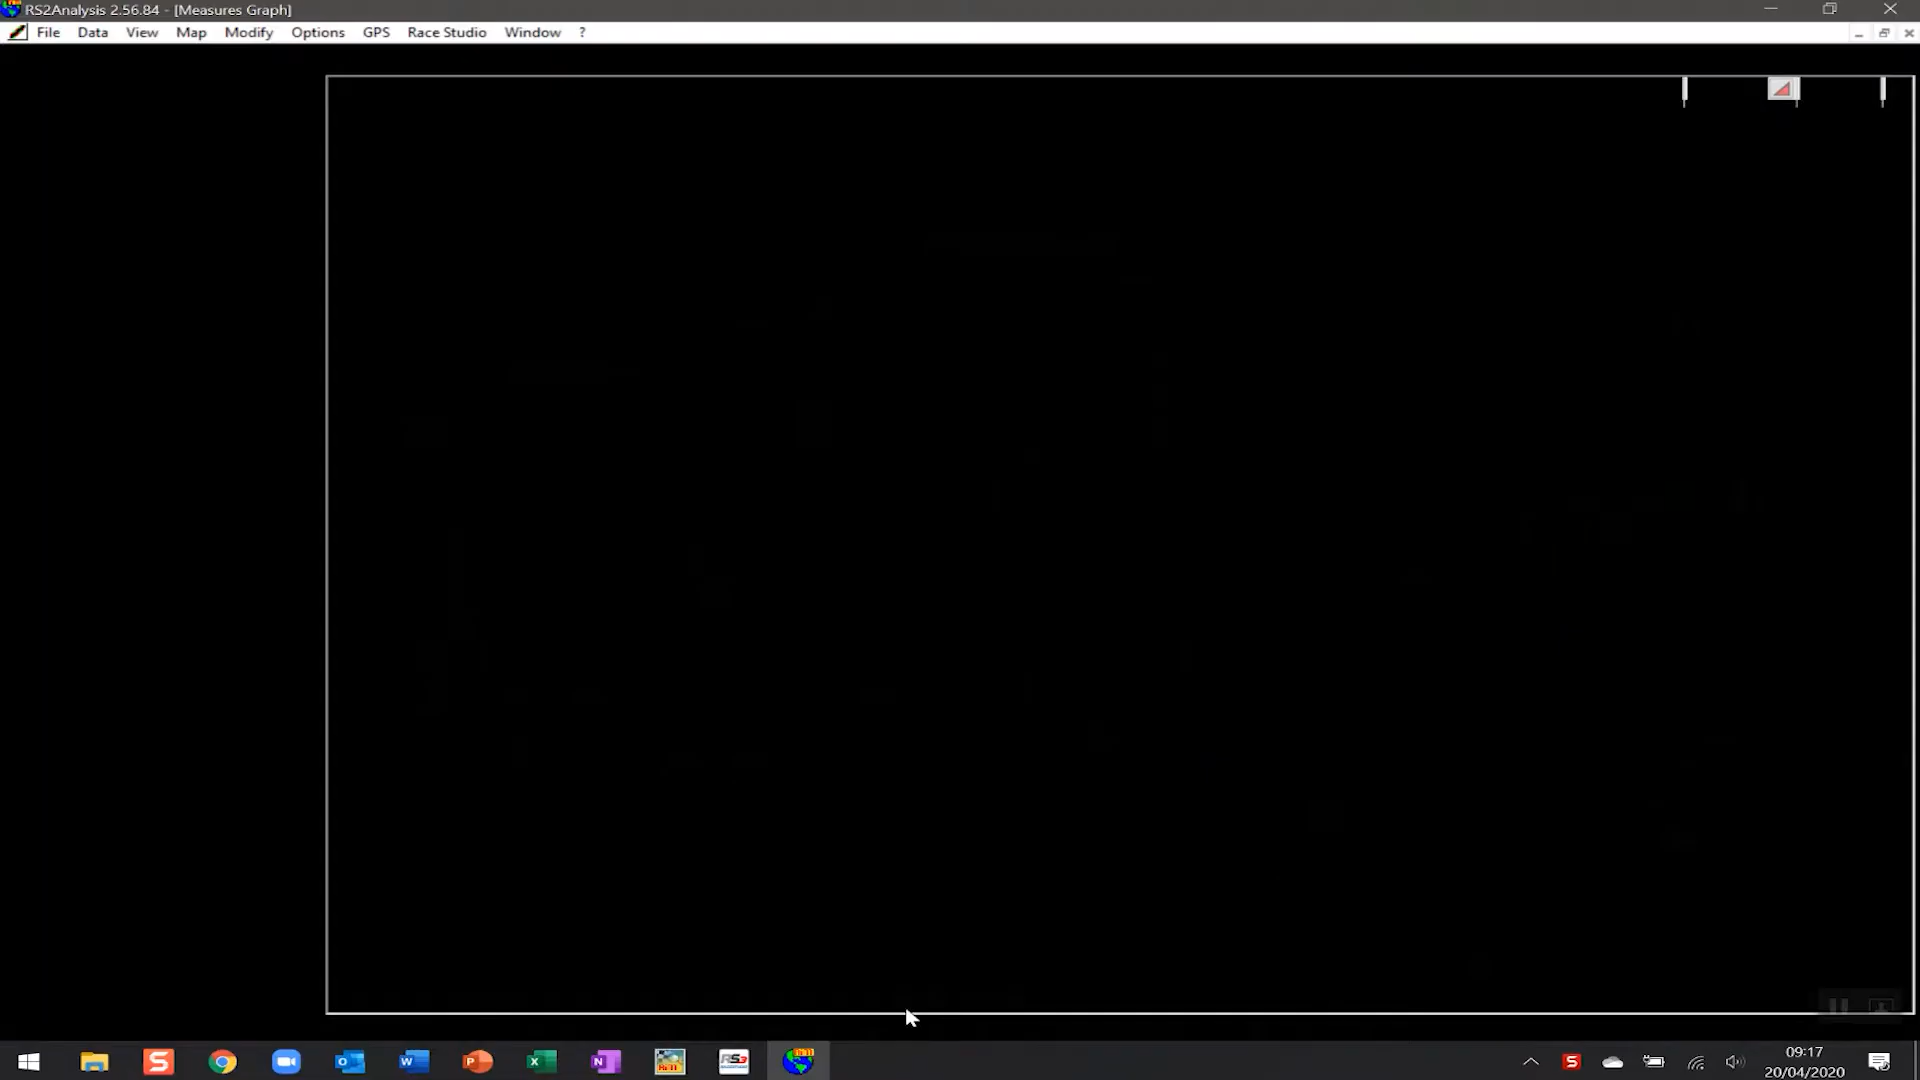 RS2Analysis 2.56.84 - [Measures Graph]
File Data View Map Modify Options GPS Race Studio Window ?
09:17
20/04/2020